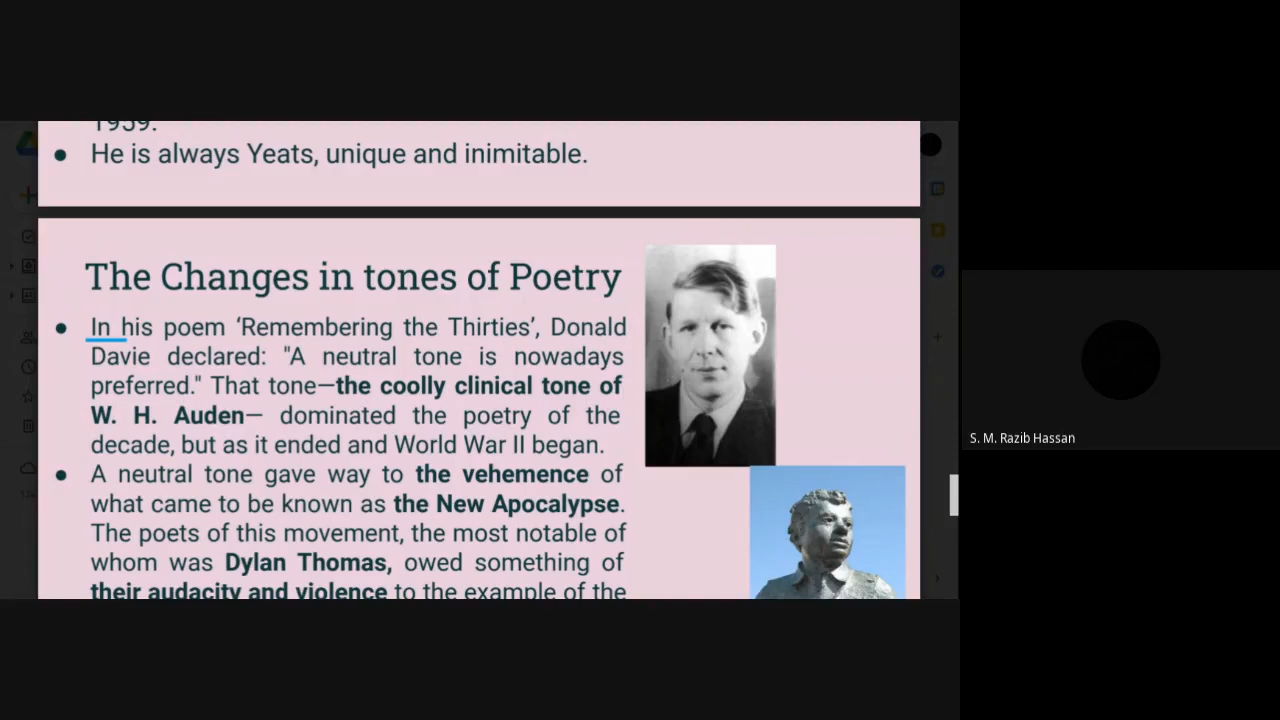 1959.
● He is always Yeats, unique and inimitable.
The Changes in tones of Poetry
● In his poem ‘Remembering the Thirties’, Donald
Davie declared: "A neutral tone is nowadays
preferred." That tone—the coolly clinical tone of
W. H. Auden— dominated the poetry of the
decade, but as it ended and World War II began.
● A neutral tone gave way to the vehemence of
what came to be known as the New Apocalypse.
The poets of this movement, the most notable of
whom was Dylan Thomas, owed something of
their audacity and violence to the example of the
S. M. Razib Hassan